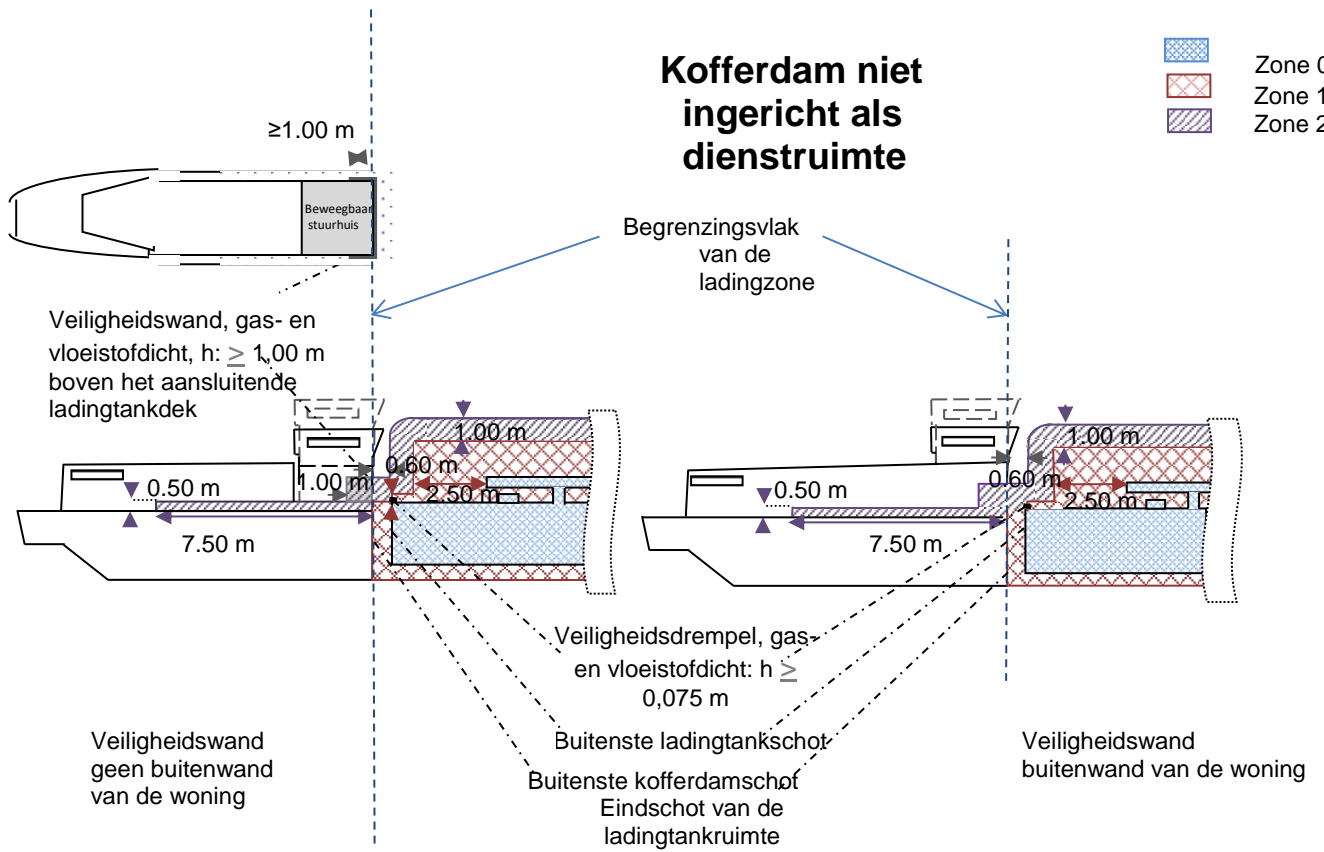 Kofferdam niet
ingericht als
dienstruimte
Zone 0
Zone 1
Zone 2
≥1.00 m
Beweegbaar
stuurhuis
Begrenzingsvlak
van de
ladingzone
Veiligheidswand, gas- en
vloeistofdicht, h: ≥ 1,00 m
boven het aansluitende
ladingtankdek
1.00 m
0.60 m
1.00 m
2.50 m
0.50 m
7.50 m
1.00 m
0.60 m
2.50 m
0.50 m
7.50 m
Veiligheidsdrempel, gas-
en vloeistofdicht: h ≥
0,075 m
Veiligheidswand
geen buitenwand
van de woning
Buitenste ladingtankschot
Buitenste kofferdamschot
Eindschot van de
ladingtankruimte
Veiligheidswand
buitenwand van de woning